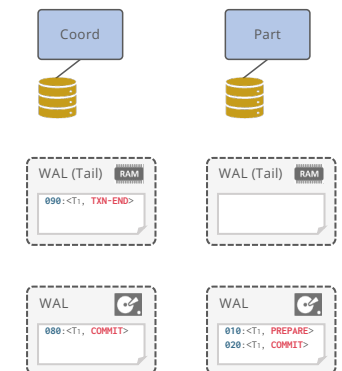 Coord Part
WAL (Tail) RAM WAL (Tail) RAM
090:<T1, TXN-END>
WAL WAL
080:<T1, COMMIT> 010:<T1, PREPARE>
020:<T1, COMMIT>